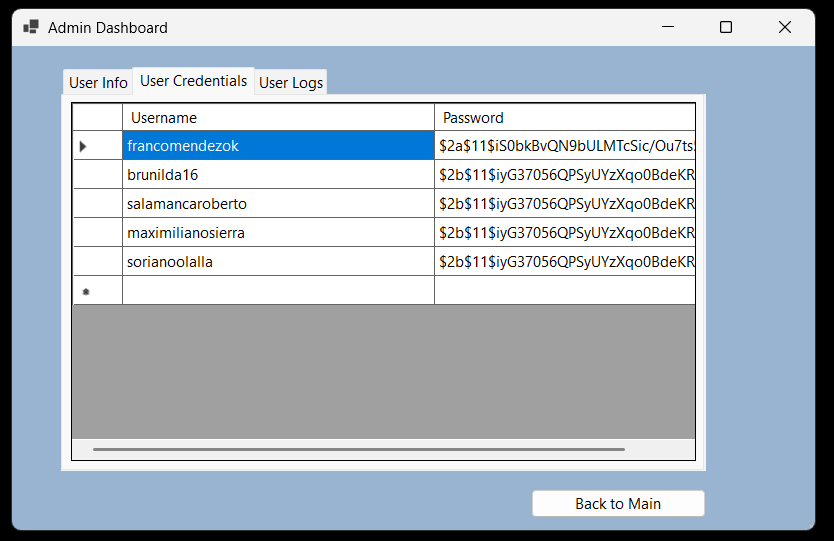 Admin Dashboard
User Info User Credentials User Logs
Username Password
francomendezok $2a$11$iS0bkBvQN9bULMTcSic/Ou7ts
brunilda16 $2b$11$iyG37056QPSyUYzXqo0BdeKR
salamancaroberto $2b$11$iyG37056QPSyUYzXqo0BdeKR
maximilianosierra $2b$11$iyG37056QPSyUYzXqo0BdeKR
sorianoolalla $2b$11$iyG37056QPSyUYzXqo0BdeKR
Back to Main